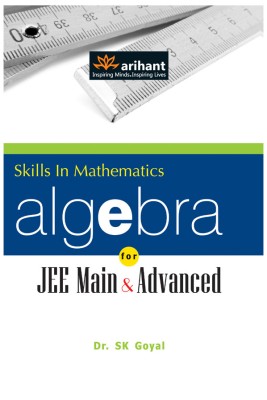 arihant
Inspiring Minds.Inspiring Lives
Skills In Mathematics
algebra
for
JEE Main & Advanced
Dr. SK Goyal